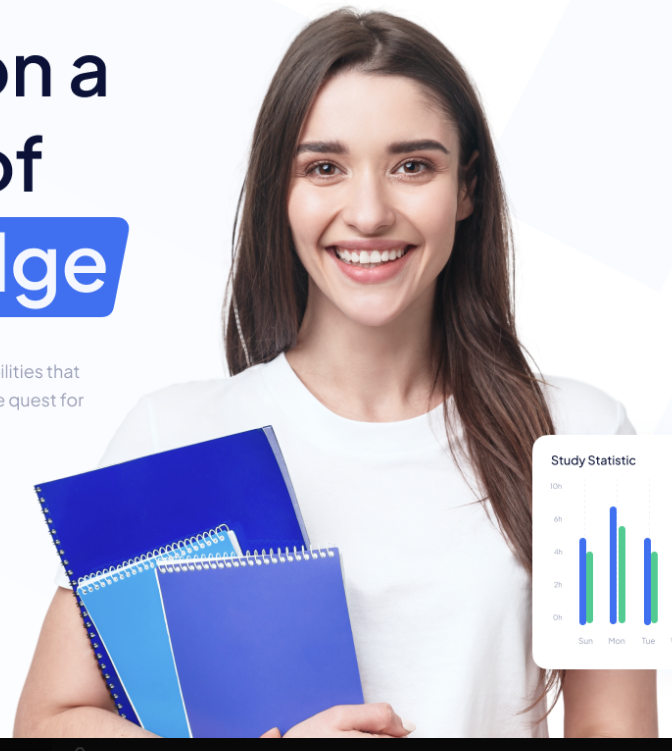 on a
of
dge
ilities that
e quest for
Study Statistic
10h
6h
4h
2h
0h
Sun Mon Tue